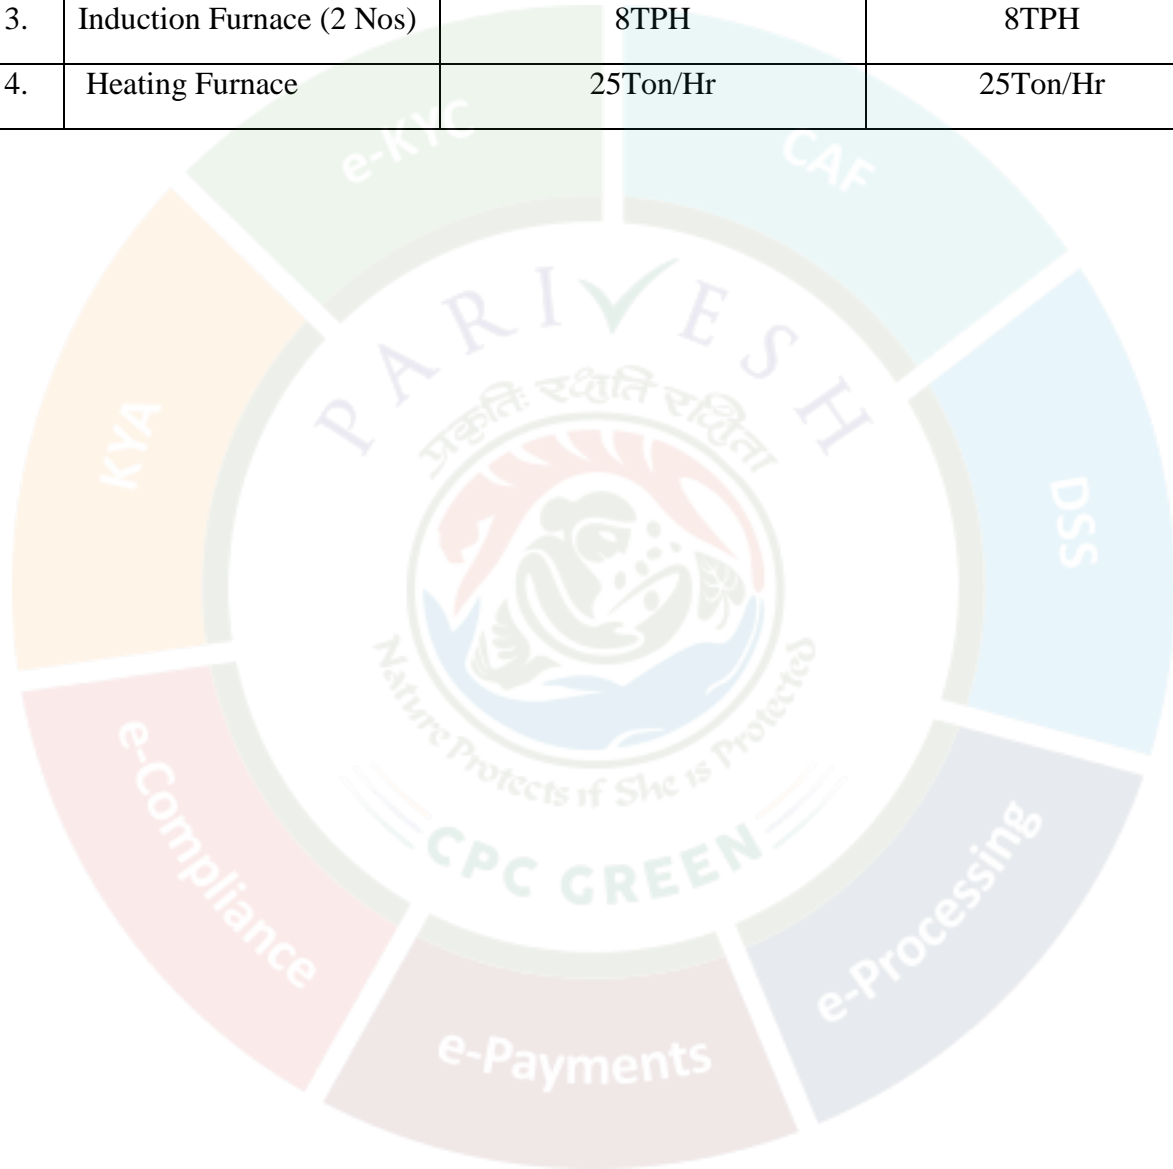 3. Induction Furnace (2 Nos) 8TPH 8TPH
4. Heating Furnace 25Ton/Hr 25Ton/Hr
e-KYC
CAF
KYA
DSS
PARIVESH
प्रकृतिः रक्षति रक्षिता
Nature Protects if She is Protected
CPC GREEN
e-Compliance
e-Processing
e-Payments